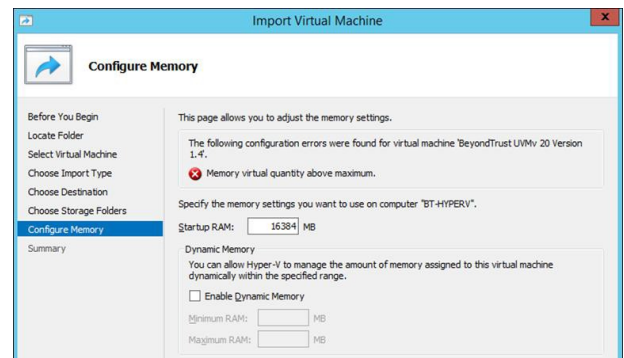 Import Virtual Machine
x
Configure Memory
Before You Begin
Locate Folder
Select Virtual Machine
Choose Import Type
Choose Destination
Choose Storage Folders
Configure Memory
Summary
This page allows you to adjust the memory settings.
The following configuration errors were found for virtual machine 'BeyondTrust UVMv 20 Version
1.4'.
Memory virtual quantity above maximum.
Specify the memory settings you want to use on computer "BT-HYPERV".
Startup RAM: 16384 MB
Dynamic Memory
You can allow Hyper-V to manage the amount of memory assigned to this virtual machine
dynamically within the specified range.
Enable Dynamic Memory
Minimum RAM: MB
Maximum RAM: MB